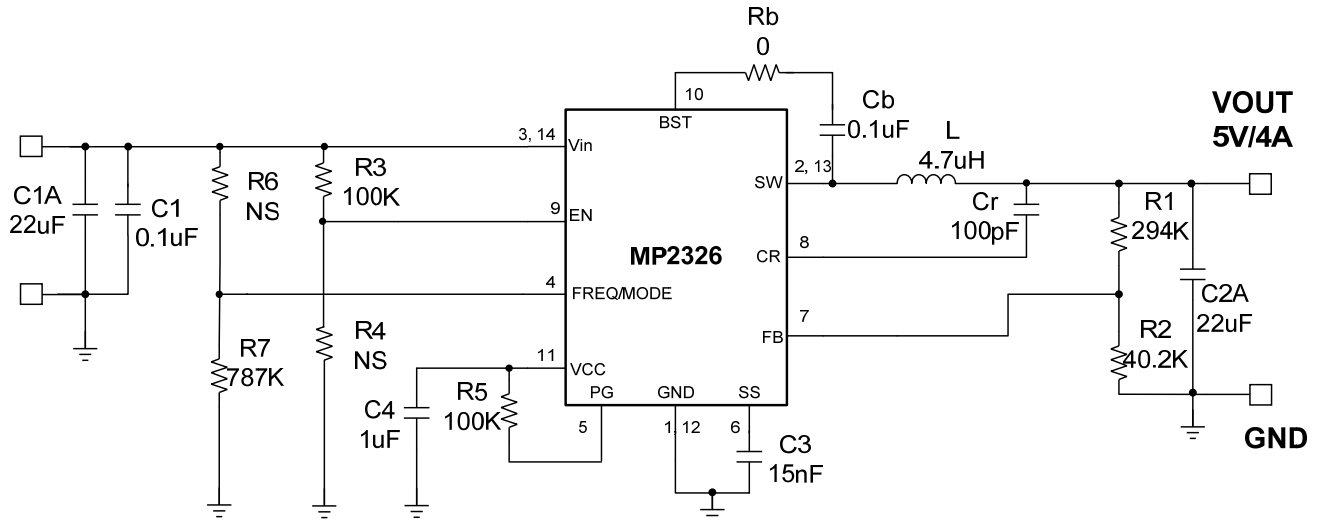 Rb
0
10
BST
Cb
0.1uF
VOUT
5V/4A
L
4.7uH
3, 14
Vin
2, 13
SW
R6
NS
R3
100K
C1A
22uF
C1
0.1uF
9
EN
Cr
100pF
R1
294K
MP2326
8
CR
4
FREQ/MODE
C2A
22uF
7
FB
R4
NS
R2
40.2K
R7
787K
11
VCC
PG
GND
SS
R5
100K
C4
1uF
5
1, 12
6
C3
15nF
GND